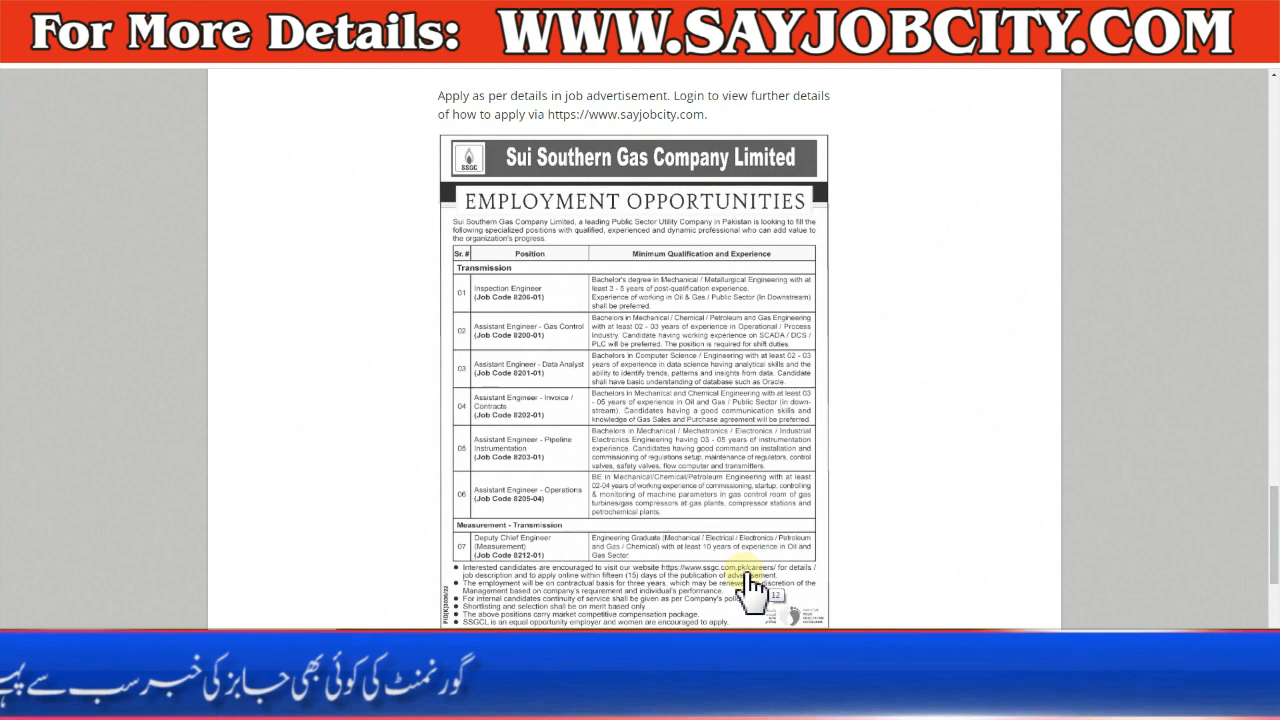 For More Details: WWW.SAYJOBCITY.COM
Apply as per details in job advertisement. Login to view further details
of how to apply via https://www.sayjobcity.com.
SSGC
Sui Southern Gas Company Limited
EMPLOYMENT OPPORTUNITIES
Sui Southern Gas Company Limited, a leading Public Sector Utility Company in Pakistan is looking to fill the
following specialized positions with qualified, experienced and dynamic professional who can add value to
the organization's progress.
Sr. # Position Minimum Qualification and Experience
Transmission
01 Inspection Engineer
(Job Code 8206-01)
Bachelor's degree in Mechanical / Metallurgical Engineering with at
least 3 - 5 years of post-qualification experience.
Experience of working in Oil & Gas / Public Sector (In Downstream)
shall be preferred.
02 Assistant Engineer - Gas Control
(Job Code 8200-01)
Bachelors in Mechanical / Chemical / Petroleum and Gas Engineering
with at least 02 - 03 years of experience in Operational / Process
Industry. Candidate having working experience on SCADA / DCS /
PLC will be preferred. The position is required for shift duties.
03 Assistant Engineer - Data Analyst
(Job Code 8201-01)
Bachelors in Computer Science / Engineering with at least 02 - 03
years of experience in data science having analytical skills and the
ability to identify trends, patterns and insights from data. Candidate
shall have basic understanding of database such as Oracle.
04 Assistant Engineer - Invoice /
Contracts
(Job Code 8202-01)
Bachelors in Mechanical and Chemical Engineering with at least 03
- 05 years of experience in Oil and Gas / Public Sector (in down-
stream). Candidates having a good communication skills and
knowledge of Gas Sales and Purchase agreement will be preferred.
05 Assistant Engineer - Pipeline
Instrumentation
(Job Code 8203-01)
Bachelors in Mechanical / Mechatronics / Electronics / Industrial
Electronics Engineering having 03 - 05 years of instrumentation
experience. Candidates having good command on installation and
commissioning of regulations setup, maintenance of regulators, control
valves, safety valves, flow computer and transmitters.
06 Assistant Engineer - Operations
(Job Code 8205-04)
BE in Mechanical/Chemical/Petroleum Engineering with at least
02-04 years of working experience of commissioning, startup, controlling
& monitoring of machine parameters in gas control room of gas
turbines/gas compressors at gas plants, compressor stations and
petrochemical plants.
Measurement - Transmission
07 Deputy Chief Engineer
(Measurement)
(Job Code 8212-01)
Engineering Graduate (Mechanical / Electrical / Electronics / Petroleum
and Gas / Chemical) with at least 10 years of experience in Oil and
Gas Sector.
● Interested candidates are encouraged to visit our website https://www.ssgc.com.pk/careers/ for details /
job description and to apply online within fifteen (15) days of the publication of advertisement.
● The employment will be on contractual basis for three years, which may be discretion of the
Management based on company's requirement and individual's performance.
● For internal candidates continuity of service shall be given as per Company's
● Shortlisting and selection shall be on merit based only.
● The above positions carry market competitive compensation package.
● SSGCL is an equal opportunity employer and women are encouraged to apply.
12
گورنمنٹ کی کوئی بھی جابز کی خبر سب سے